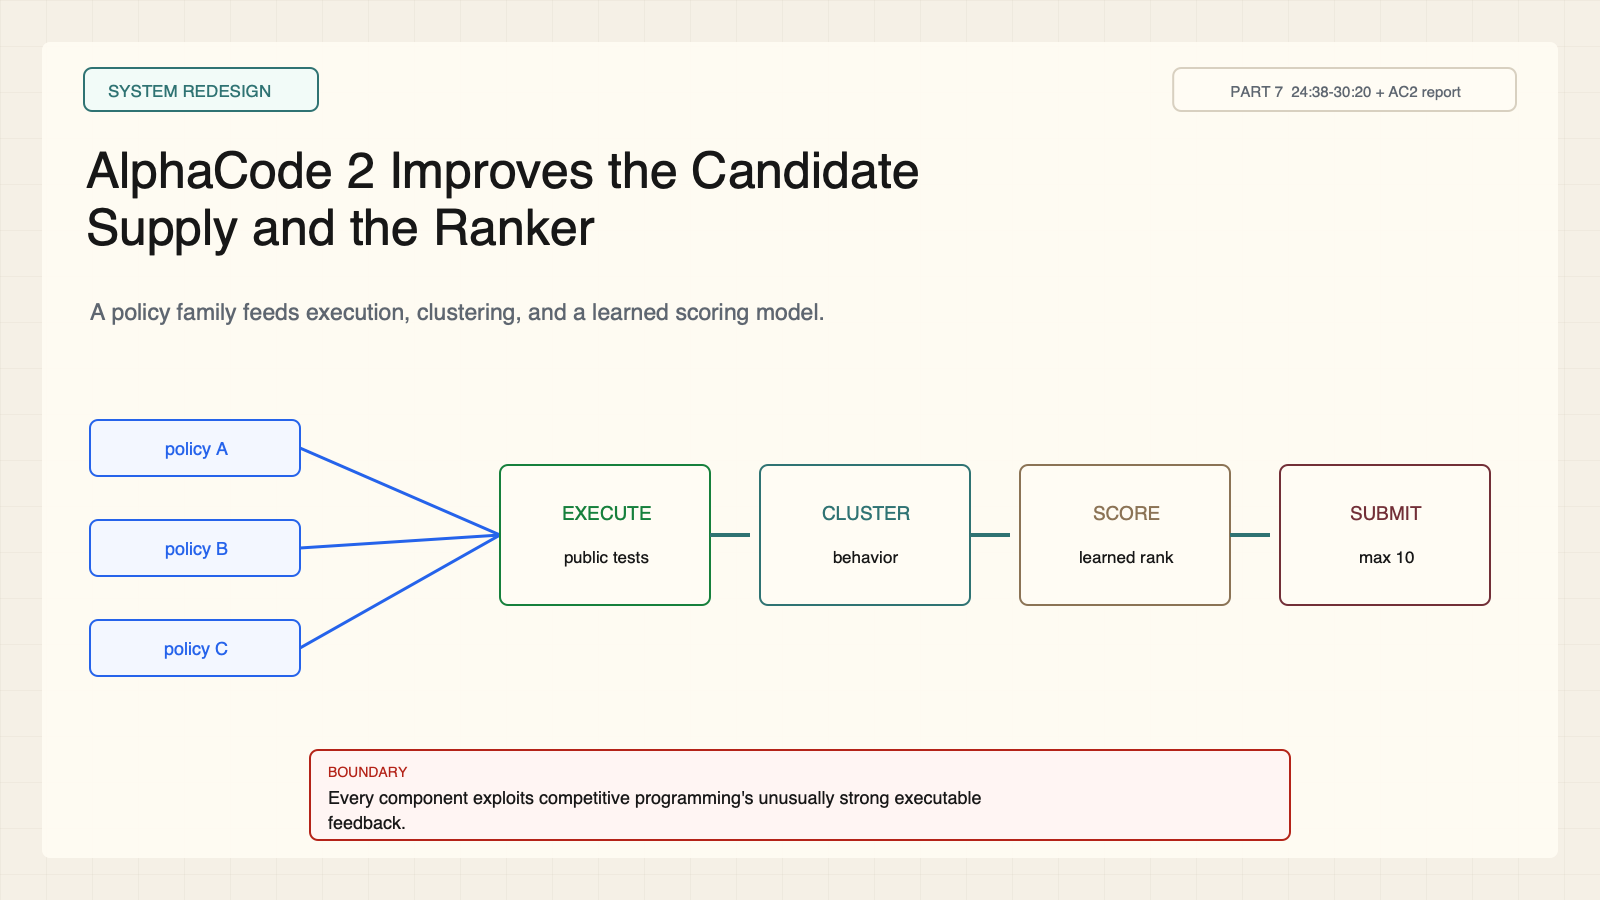 SYSTEM REDESIGN
PART 7 24:38-30:20 + AC2 report
AlphaCode 2 Improves the Candidate
Supply and the Ranker
A policy family feeds execution, clustering, and a learned scoring model.
policy A
policy B
policy C
EXECUTE
public tests
CLUSTER
behavior
SCORE
learned rank
SUBMIT
max 10
BOUNDARY
Every component exploits competitive programming's unusually strong executable
feedback.